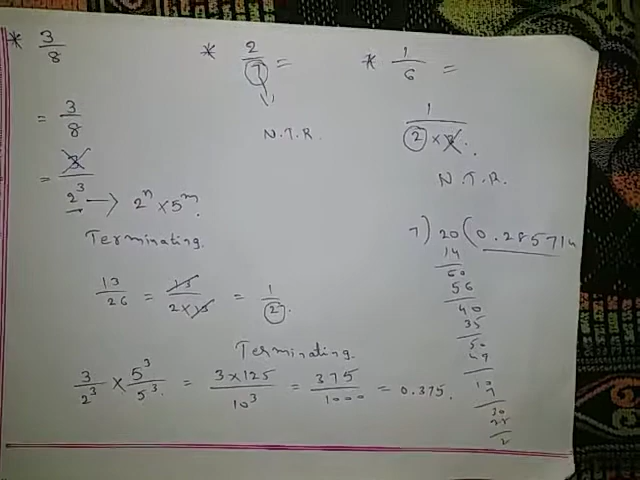 * 3/8
= 3/8
= 3/2³ → 2ⁿ × 5ᵐ.
Terminating.
* 2/7 =
N.T.R.
* 1/6 =
1/(2 × 3).
N.T.R.
13/26 = 13/(2 × 13) = 1/2.
Terminating.
3/2³ × 5³/5³ = (3 × 125)/10³ = 375/1000 = 0.375.
7) 20 (0.285714
14
60
56
40
35
50
49
10
7
30
28
2